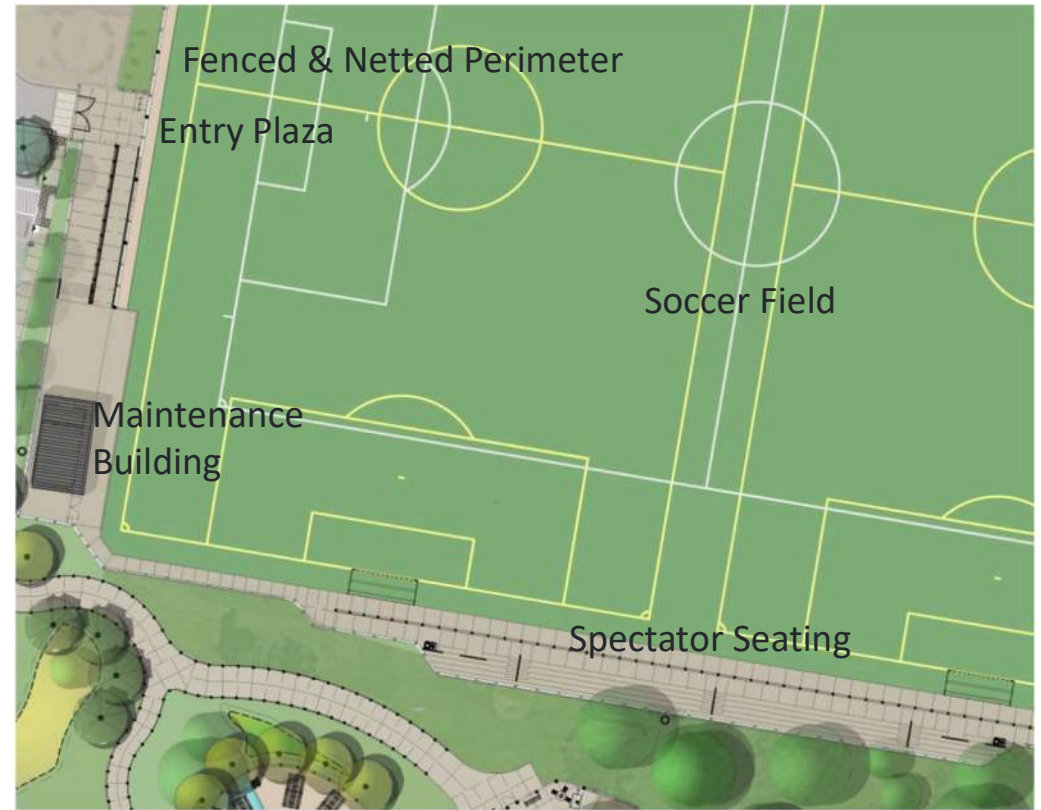 Fenced & Netted Perimeter
Entry Plaza
Soccer Field
Maintenance
Building
Spectator Seating